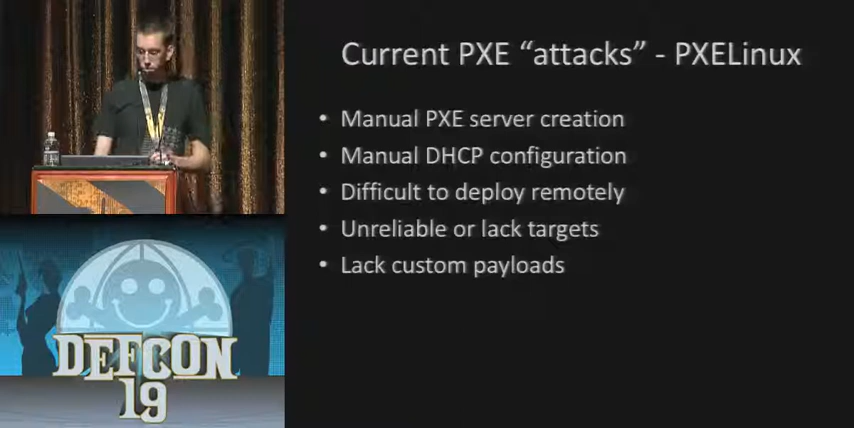 Current PXE “attacks” - PXELinux
• Manual PXE server creation
• Manual DHCP configuration
• Difficult to deploy remotely
• Unreliable or lack targets
• Lack custom payloads
DEFCON
19